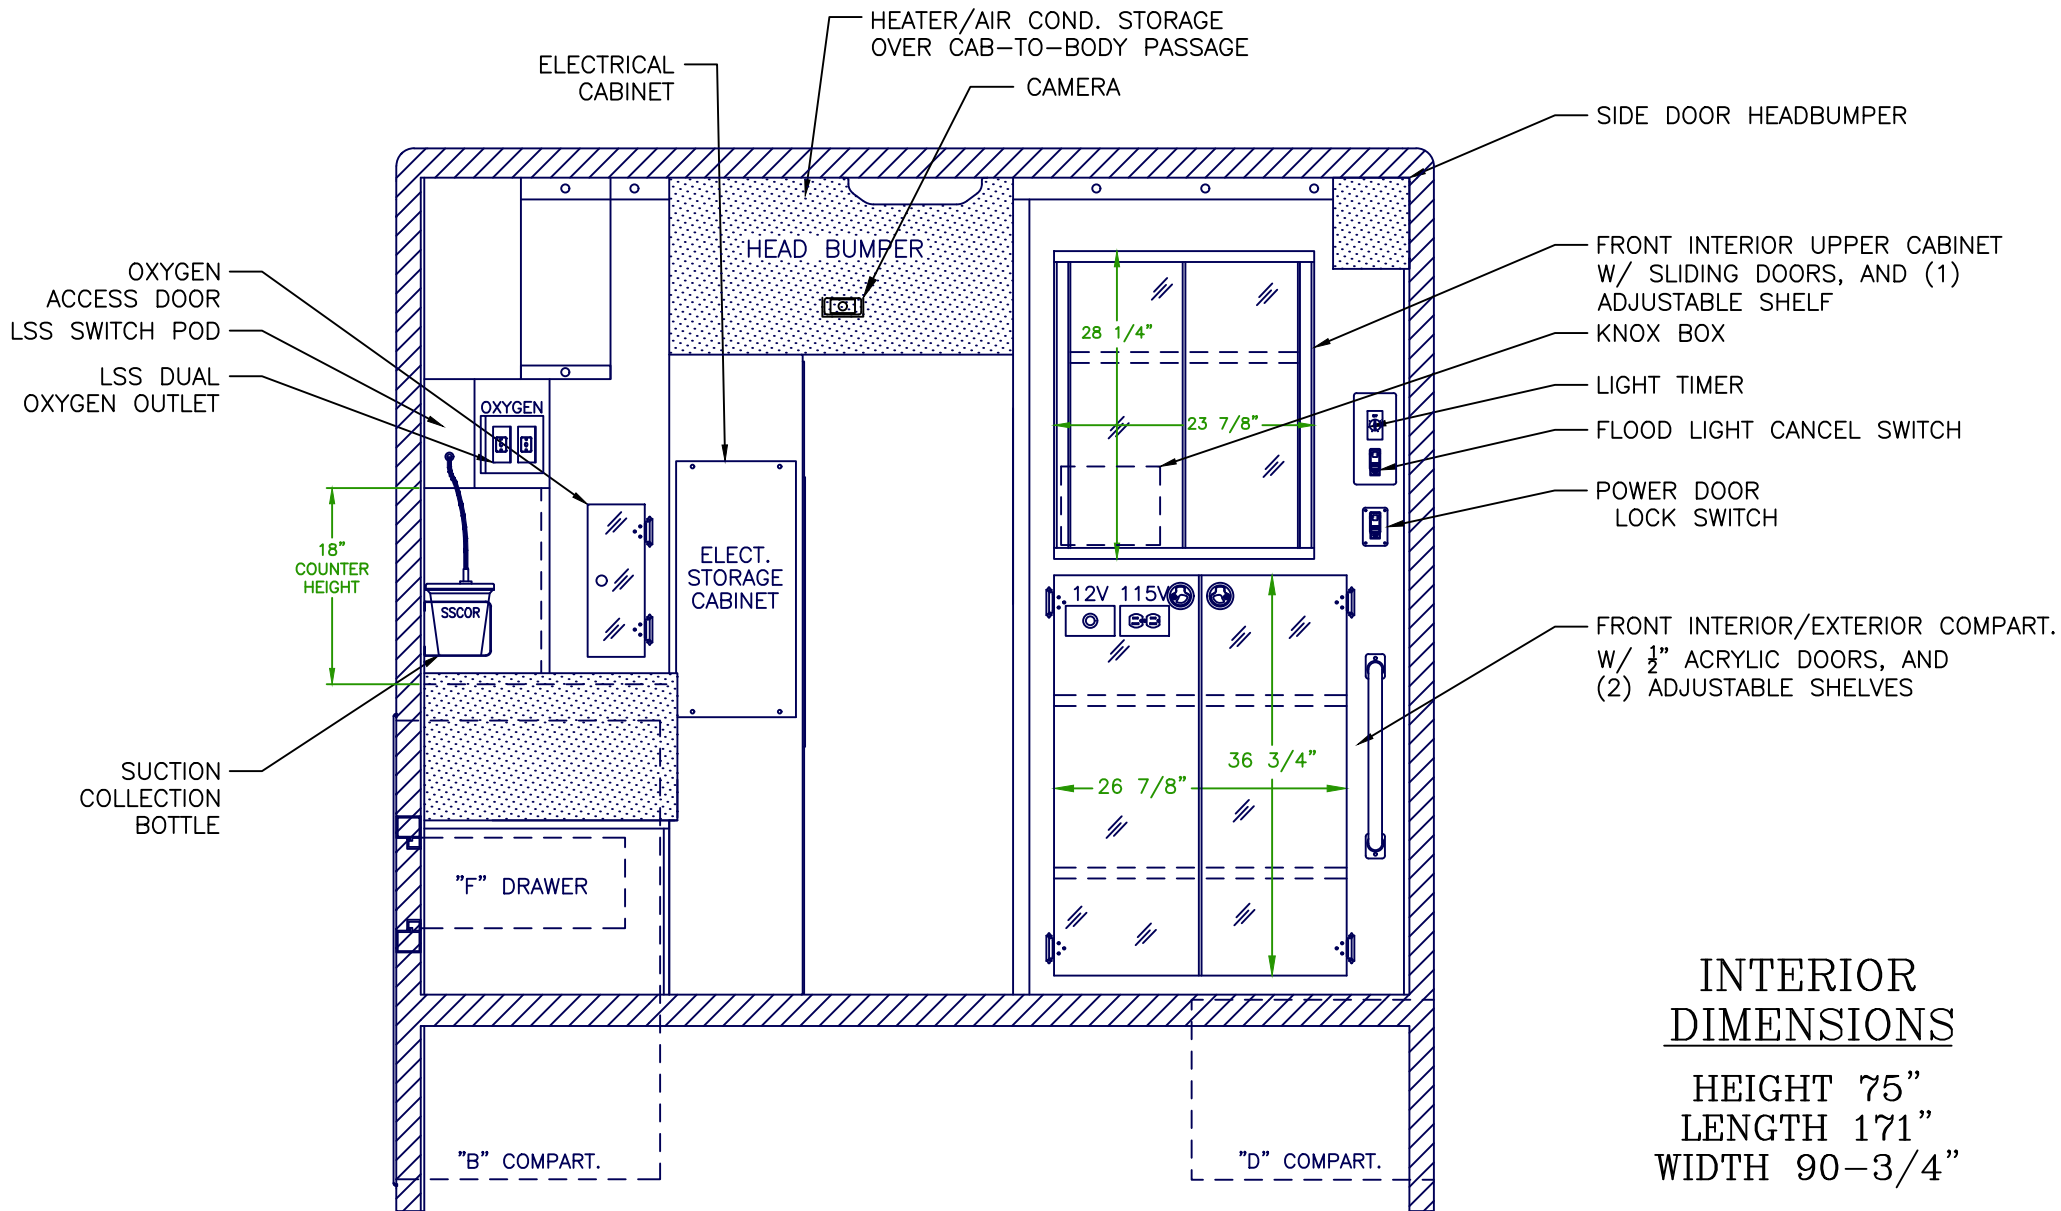 HEATER/AIR COND. STORAGE
OVER CAB-TO-BODY PASSAGE
ELECTRICAL
CABINET
CAMERA
SIDE DOOR HEADBUMPER
HEAD BUMPER
OXYGEN
ACCESS DOOR
LSS SWITCH POD
LSS DUAL
OXYGEN OUTLET
FRONT INTERIOR UPPER CABINET
W/ SLIDING DOORS, AND (1)
ADJUSTABLE SHELF
KNOX BOX
LIGHT TIMER
FLOOD LIGHT CANCEL SWITCH
POWER DOOR
LOCK SWITCH
28 1/4"
23 7/8"
OXYGEN
18"
COUNTER
HEIGHT
SSCOR
ELECT.
STORAGE
CABINET
12V 115V
FRONT INTERIOR/EXTERIOR COMPART.
W/ ½" ACRYLIC DOORS, AND
(2) ADJUSTABLE SHELVES
36 3/4"
26 7/8"
SUCTION
COLLECTION
BOTTLE
"F" DRAWER
"B" COMPART.
"D" COMPART.
INTERIOR
DIMENSIONS
HEIGHT 75"
LENGTH 171"
WIDTH 90-3/4"